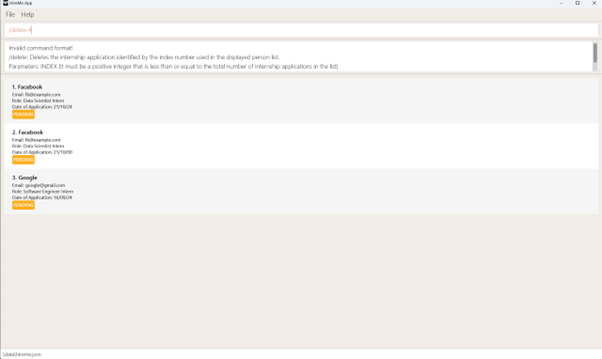 HireMe App
File Help
/delete 4
Invalid command format!
/delete: Deletes the internship application identified by the index number used in the displayed person list.
Parameters: INDEX (it must be a positive integer that is less than or equal to the total number of internship applications in the list)
1. Facebook
Email: fb@example.com
Role: Data Scientist Intern
Date of Application: 21/10/24
PENDING
2. Facebook
Email: fb@example.com
Role: Data Scientist Intern
Date of Application: 21/10/00
PENDING
3. Google
Email: google@gmail.com
Role: Software Engineer Intern
Date of Application: 16/09/24
PENDING
\data\hireme.json